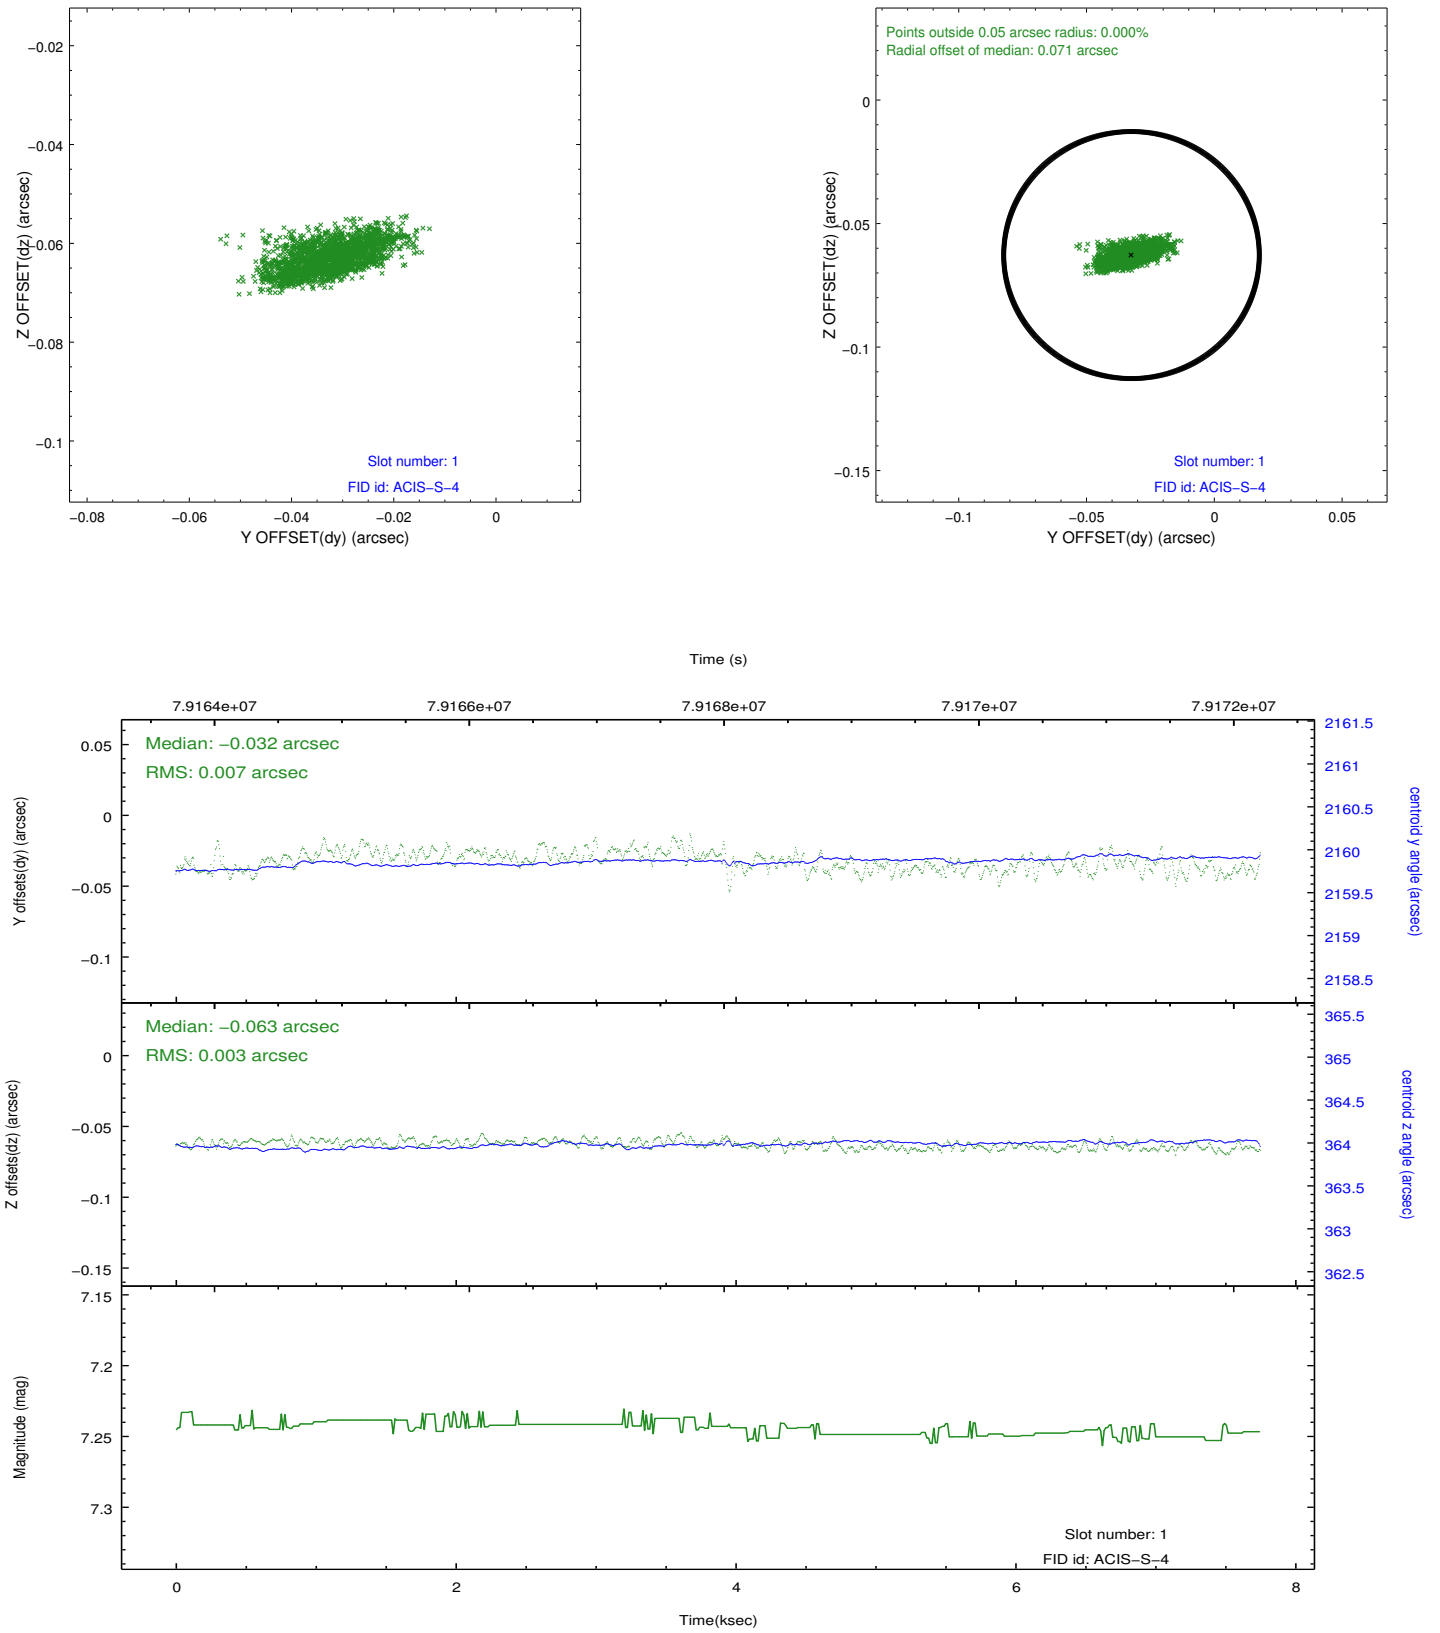 −0.02
−0.04
−0.06
−0.08
−0.1
Z OFFSET(dz) (arcsec)
Slot number: 1
FID id: ACIS−S−4
−0.08 −0.06 −0.04 −0.02 0
Y OFFSET(dy) (arcsec)
Points outside 0.05 arcsec radius: 0.000%
Radial offset of median: 0.071 arcsec
0
−0.05
−0.1
−0.15
Z OFFSET(dz) (arcsec)
Slot number: 1
FID id: ACIS−S−4
−0.1 −0.05 0 0.05
Y OFFSET(dy) (arcsec)
Time (s)
7.9164e+07 7.9166e+07 7.9168e+07 7.917e+07 7.9172e+07
Median: −0.032 arcsec
RMS: 0.007 arcsec
0.05
0
−0.05
−0.1
Y offsets(dy) (arcsec)
2161.5
2161
2160.5
2160
2159.5
2159
2158.5
centroid y angle (arcsec)
Median: −0.063 arcsec
RMS: 0.003 arcsec
0
−0.05
−0.1
−0.15
Z offsets(dz) (arcsec)
365.5
365
364.5
364
363.5
363
362.5
centroid z angle (arcsec)
7.15
7.2
7.25
7.3
Magnitude (mag)
Slot number: 1
FID id: ACIS−S−4
0 2 4 6 8
Time(ksec)